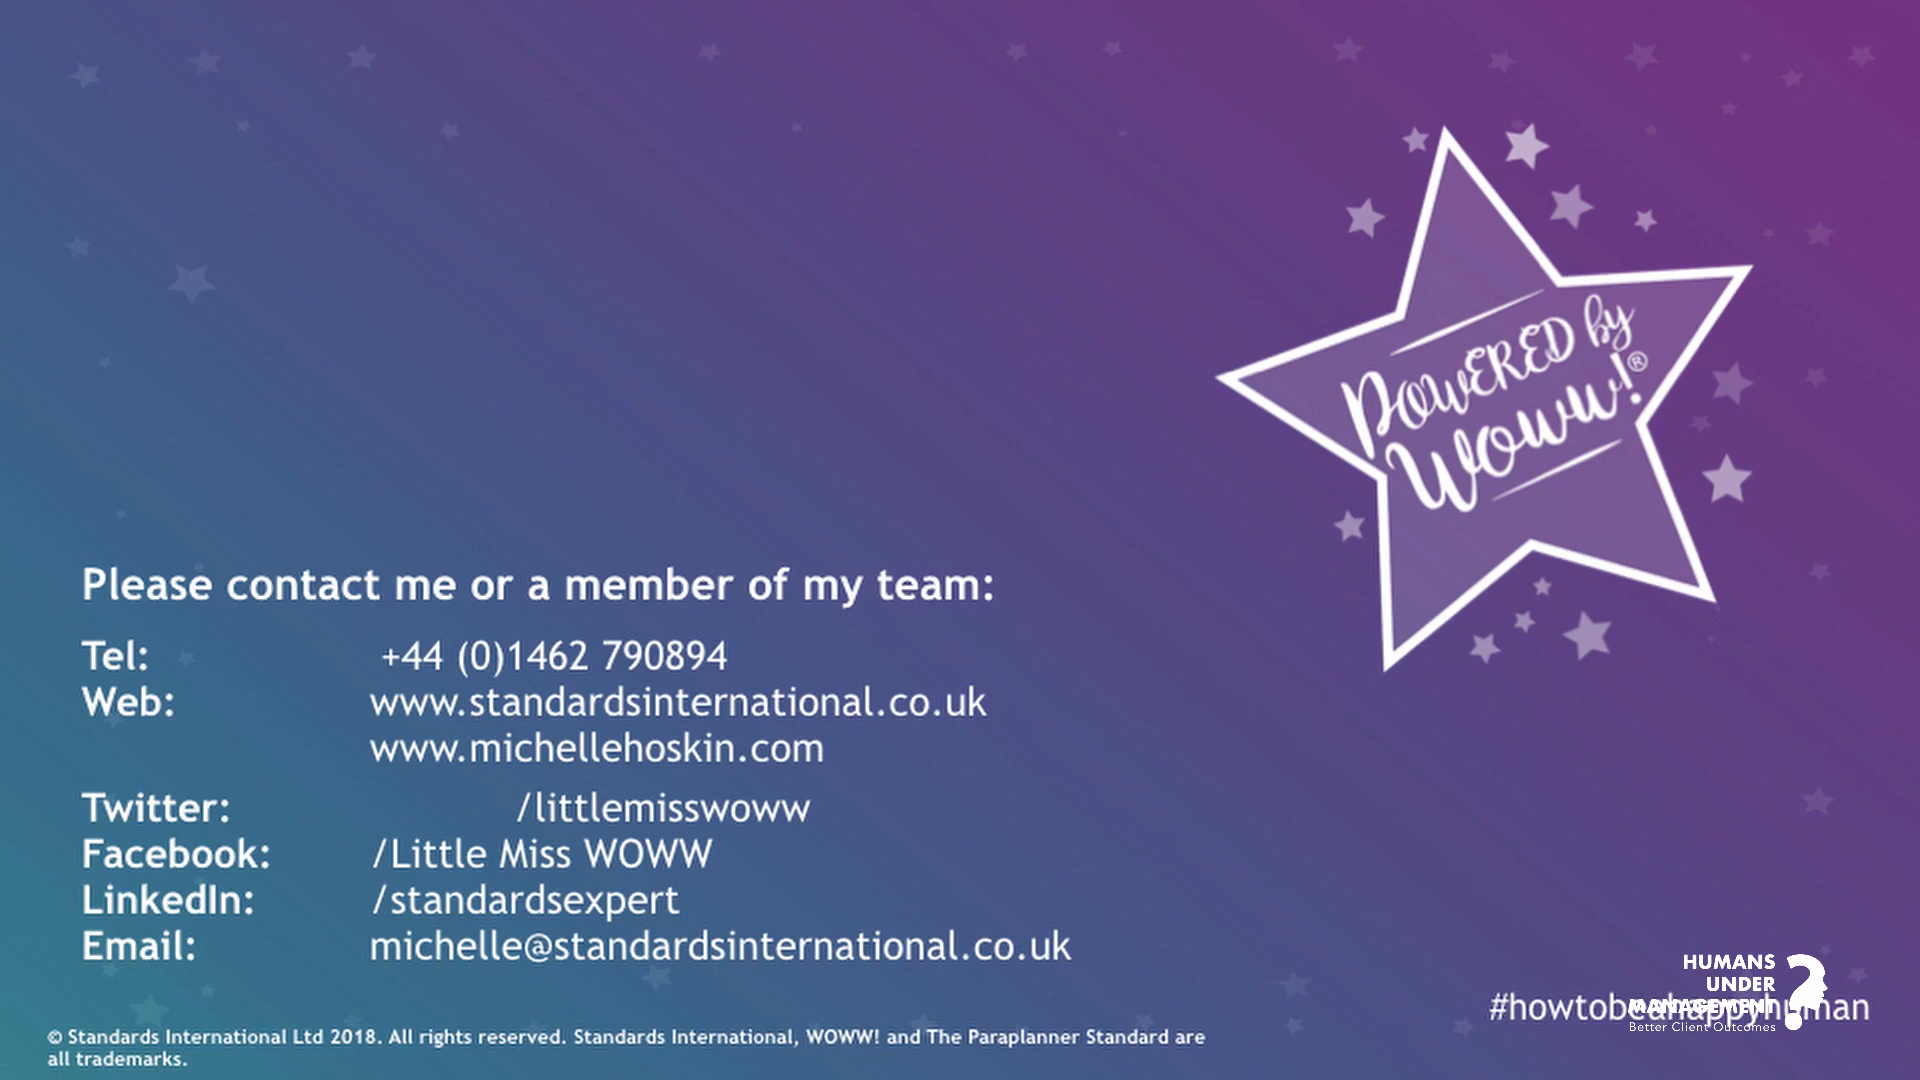 POWERED by
Woww!®
Please contact me or a member of my team:
Tel: +44 (0)1462 790894
Web: www.standardsinternational.co.uk
www.michellehoskin.com
Twitter: /littlemisswoww
Facebook: /Little Miss WOWW
LinkedIn: /standardsexpert
Email: michelle@standardsinternational.co.uk
HUMANS
UNDER
MANAGEMENT
Better Client Outcomes
#howtobeahappyhuman
© Standards International Ltd 2018. All rights reserved. Standards International, WOWW! and The Paraplanner Standard are
all trademarks.